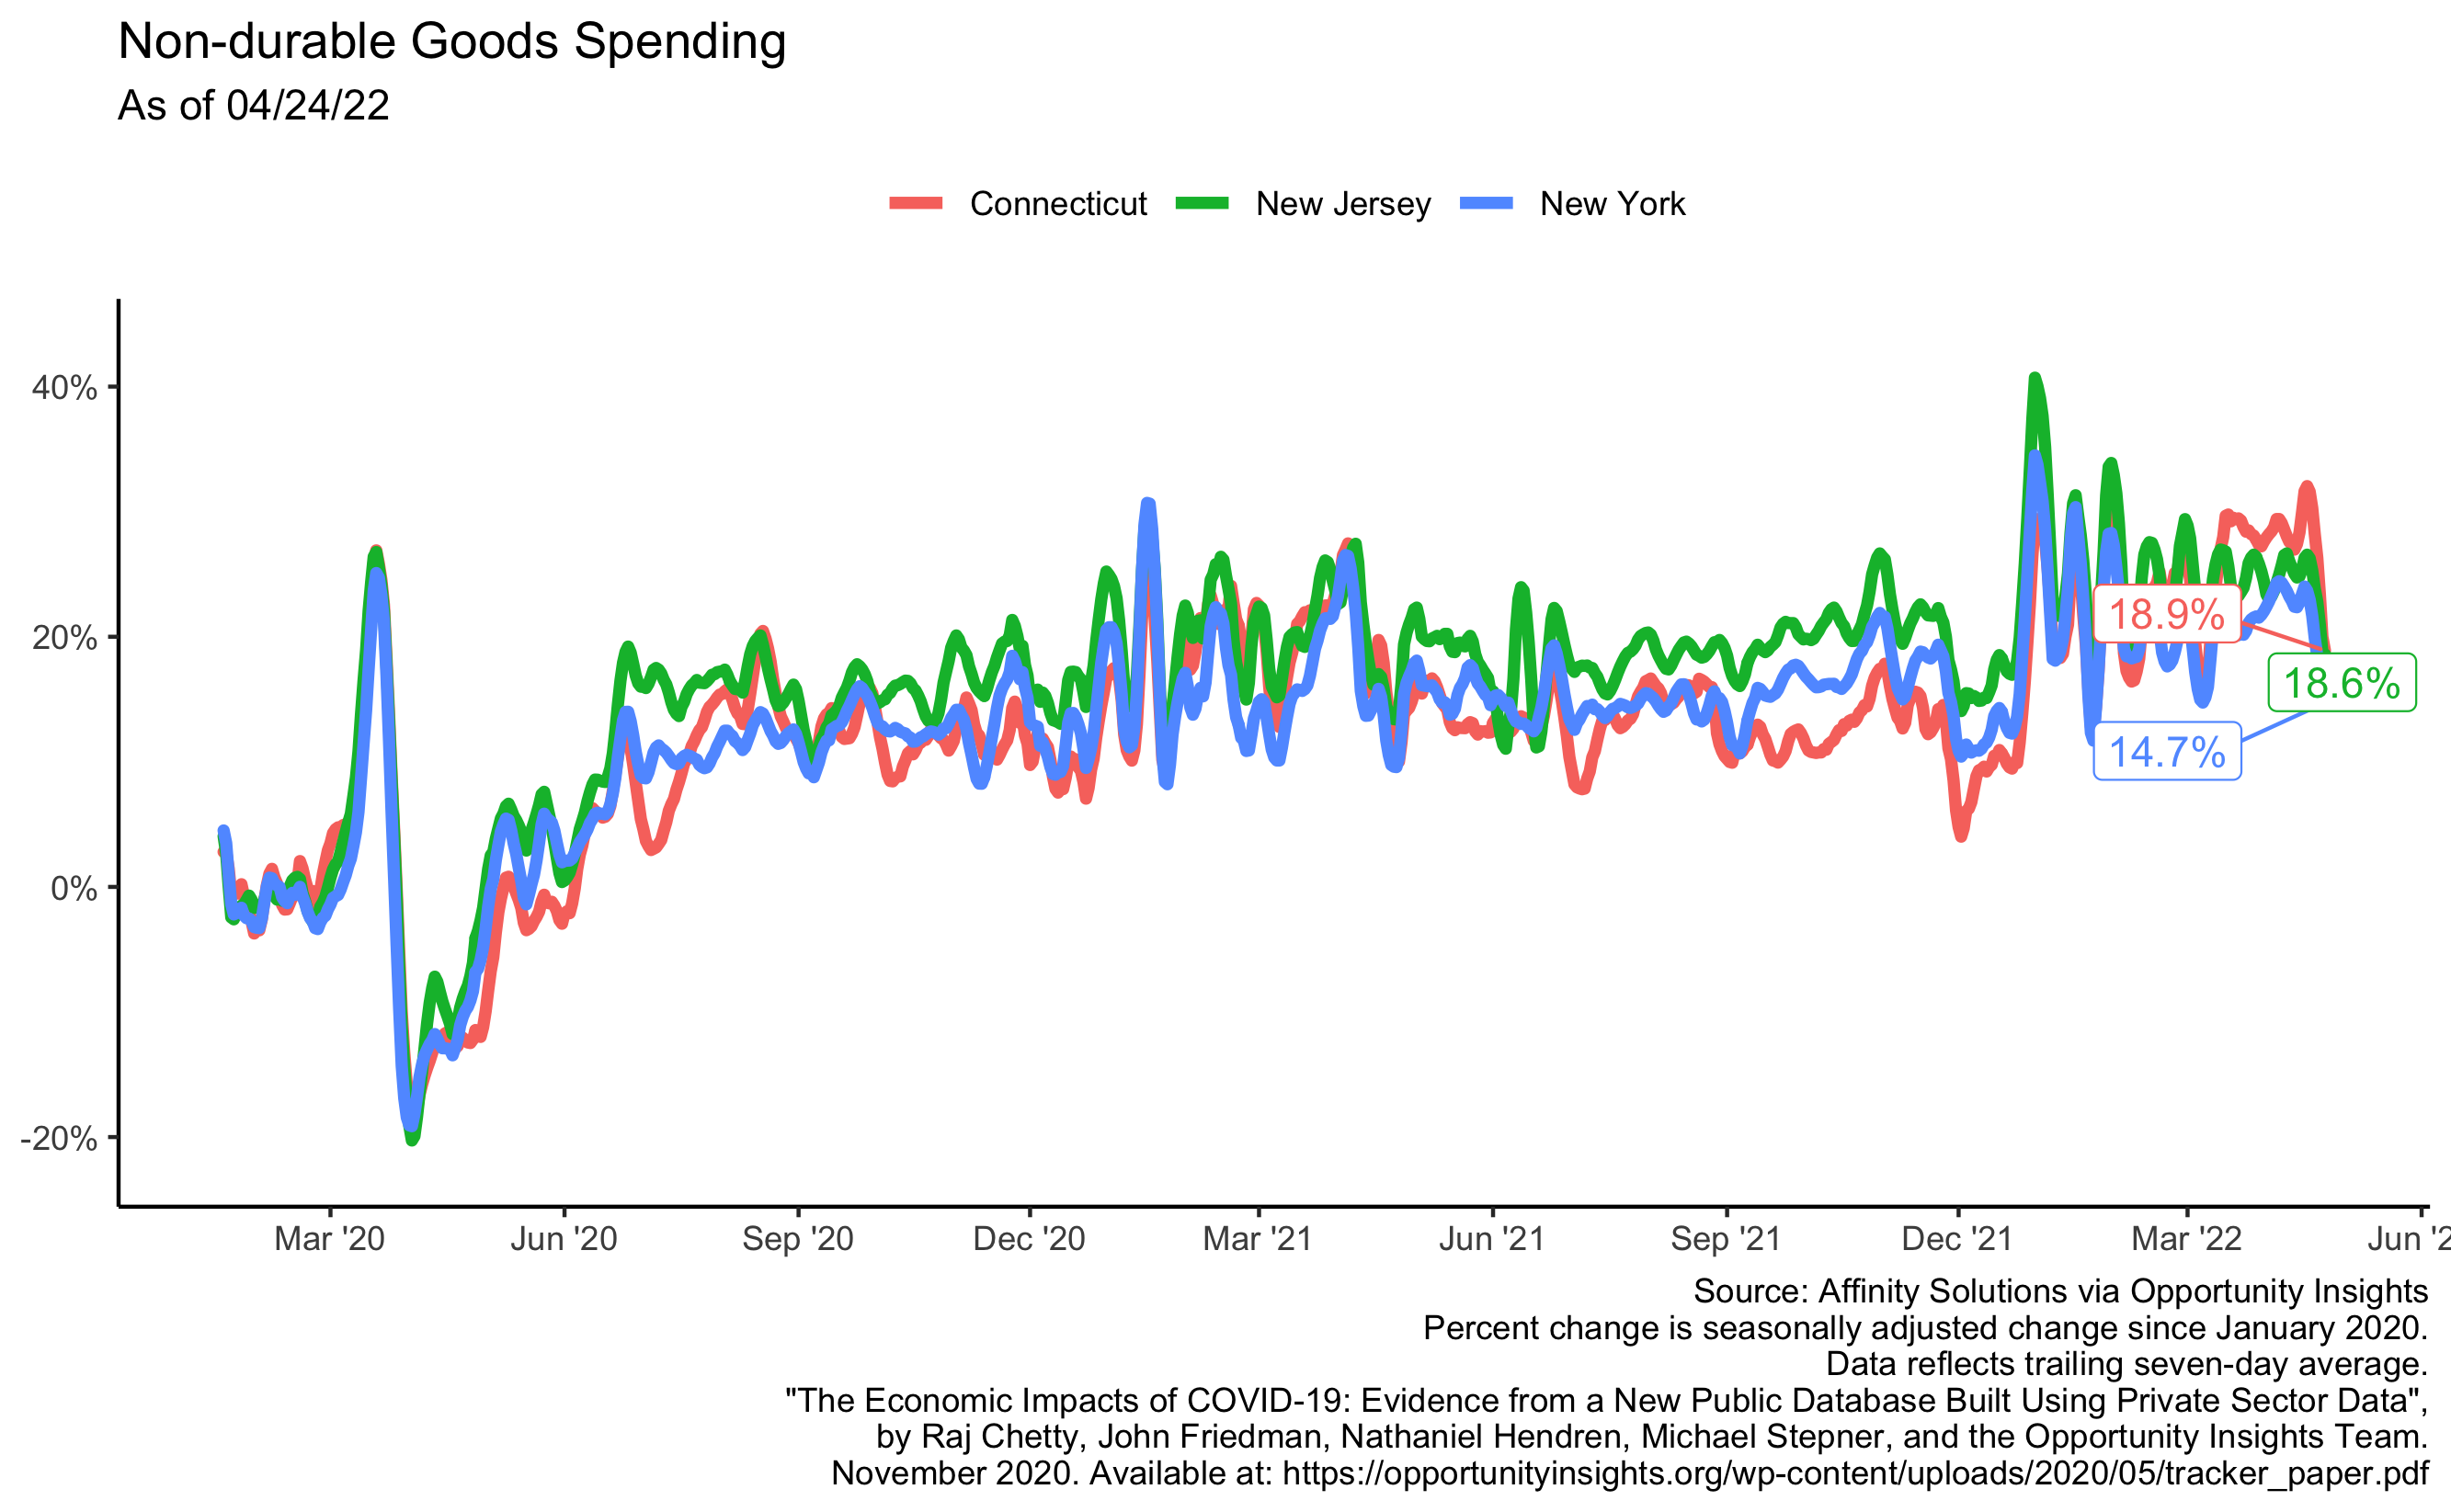 Non-durable Goods Spending
As of 04/24/22
Connecticut New Jersey New York
40%
20%
0%
-20%
18.9%
18.6%
14.7%
Mar '20 Jun '20 Sep '20 Dec '20 Mar '21 Jun '21 Sep '21 Dec '21 Mar '22 Jun '2
Source: Affinity Solutions via Opportunity Insights
Percent change is seasonally adjusted change since January 2020.
Data reflects trailing seven-day average.
"The Economic Impacts of COVID-19: Evidence from a New Public Database Built Using Private Sector Data",
by Raj Chetty, John Friedman, Nathaniel Hendren, Michael Stepner, and the Opportunity Insights Team.
November 2020. Available at: https://opportunityinsights.org/wp-content/uploads/2020/05/tracker_paper.pdf